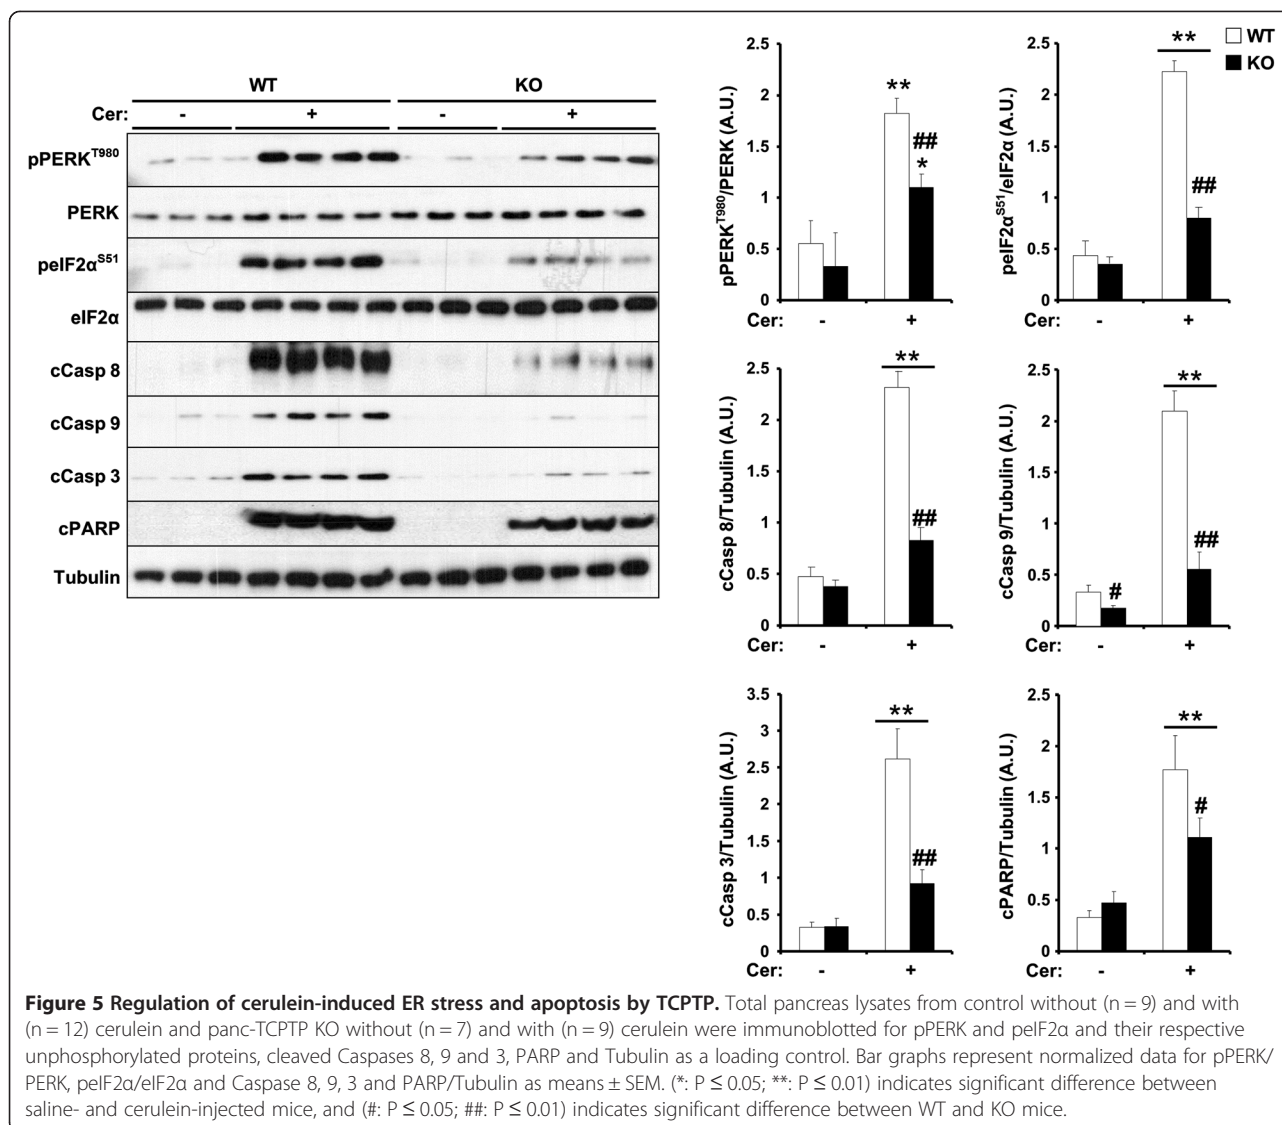 WT KO
Cer: - + - +
pPERKᵀ⁹⁸⁰
PERK
peIF2αˢ⁵¹
eIF2α
cCasp 8
cCasp 9
cCasp 3
cPARP
Tubulin
WT
KO
pPERKᵀ⁹⁸⁰/PERK (A.U.)
2.5
2
1.5
1
0.5
0
**
##
*
Cer: - +
peIF2αˢ⁵¹/eIF2α (A.U.)
2.5
2
1.5
1
0.5
0
**
##
Cer: - +
cCasp 8/Tubulin (A.U.)
2.5
2
1.5
1
0.5
0
**
##
Cer: - +
cCasp 9/Tubulin (A.U.)
2.5
2
1.5
1
0.5
0
**
##
#
Cer: - +
cCasp 3/Tubulin (A.U.)
3.5
3
2.5
2
1.5
1
0.5
0
**
##
Cer: - +
cPARP/Tubulin (A.U.)
2.5
2
1.5
1
0.5
0
**
#
Cer: - +
Figure 5 Regulation of cerulein-induced ER stress and apoptosis by TCPTP. Total pancreas lysates from control without (n = 9) and with
(n = 12) cerulein and panc-TCPTP KO without (n = 7) and with (n = 9) cerulein were immunoblotted for pPERK and peIF2α and their respective
unphosphorylated proteins, cleaved Caspases 8, 9 and 3, PARP and Tubulin as a loading control. Bar graphs represent normalized data for pPERK/
PERK, peIF2α/eIF2α and Caspase 8, 9, 3 and PARP/Tubulin as means ± SEM. (*: P ≤ 0.05; **: P ≤ 0.01) indicates significant difference between
saline- and cerulein-injected mice, and (#: P ≤ 0.05; ##: P ≤ 0.01) indicates significant difference between WT and KO mice.